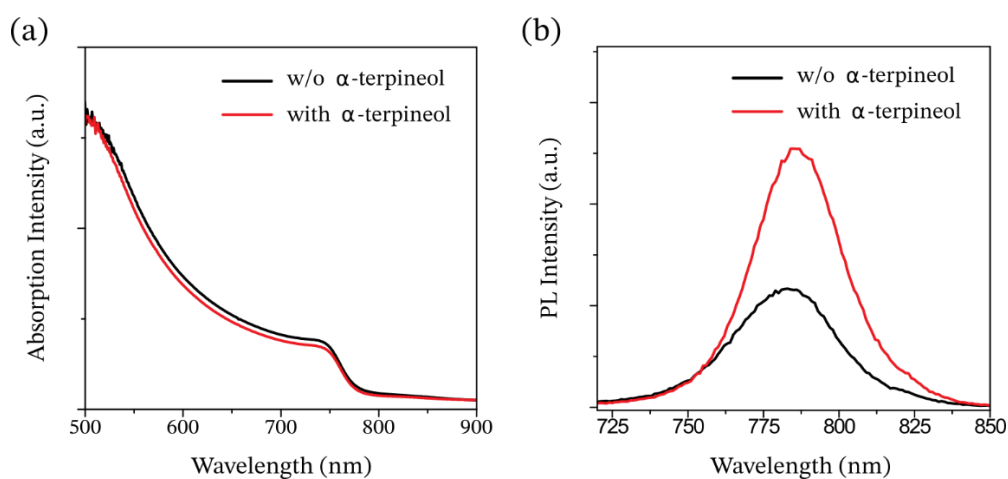 (a)
w/o α-terpineol
with α-terpineol
Absorption Intensity (a.u.)
500 600 700 800 900
Wavelength (nm)
(b)
w/o α-terpineol
with α-terpineol
PL Intensity (a.u.)
725 750 775 800 825 850
Wavelength (nm)